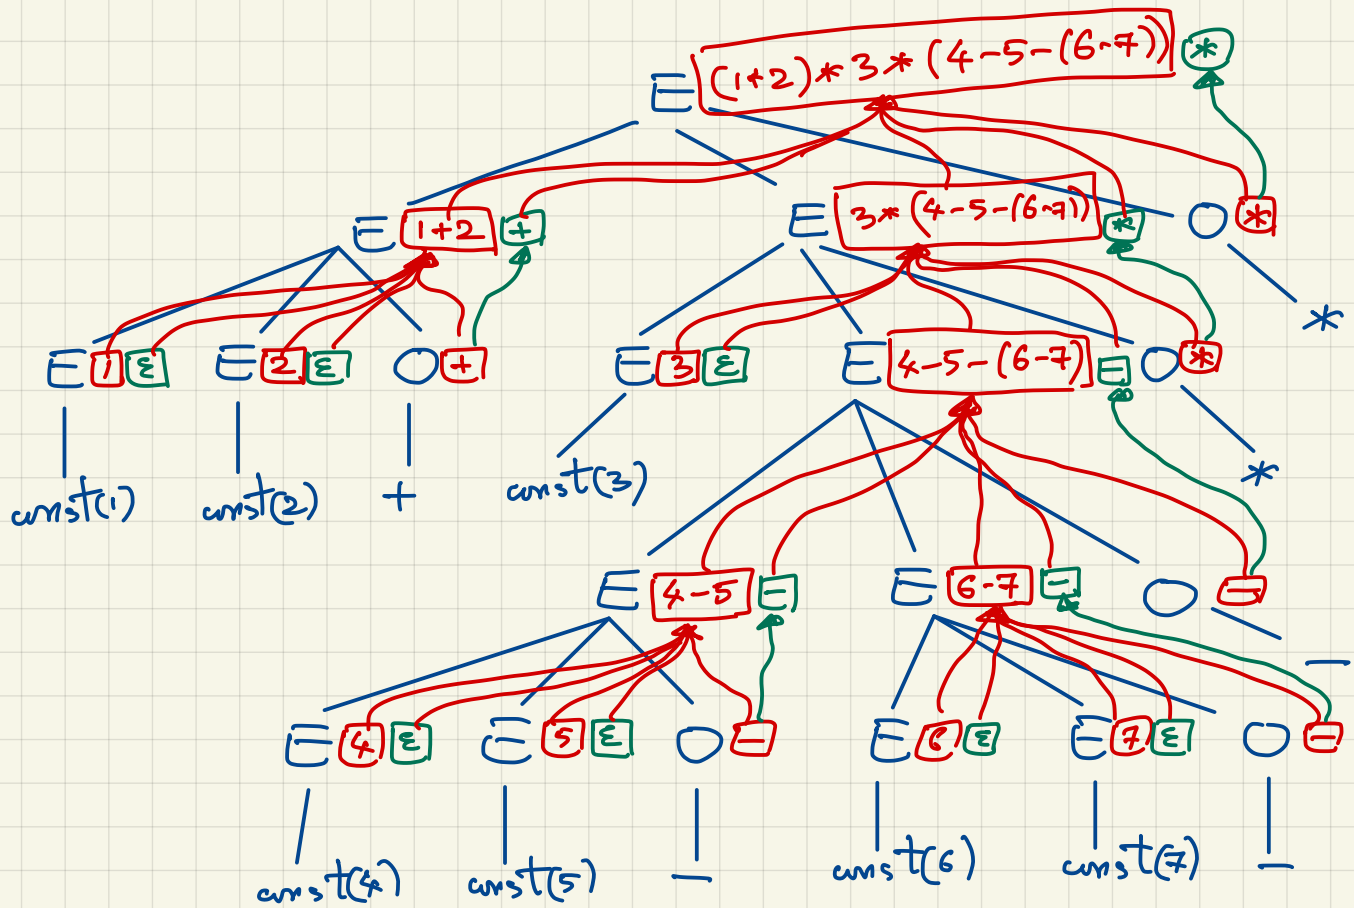 E (1+2)*3*(4-5-(6-7)) *
E 1+2 + E 3*(4-5-(6-7)) * O *
*
E 1 ε E 2 ε O + E 3 ε E 4-5-(6-7) - O *
const(1) const(2) + const(3) *
E 4-5 - E 6-7 - O -
-
E 4 ε E 5 ε O - E 6 ε E 7 ε O -
const(4) const(5) - const(6) const(7) -